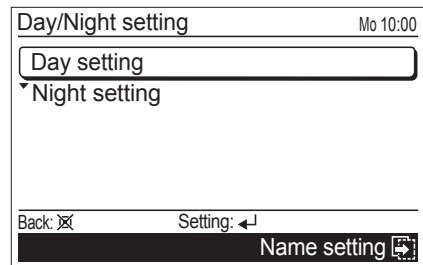 Day/Night setting Mo 10:00
Day setting
Night setting
Back: Setting:
Name setting